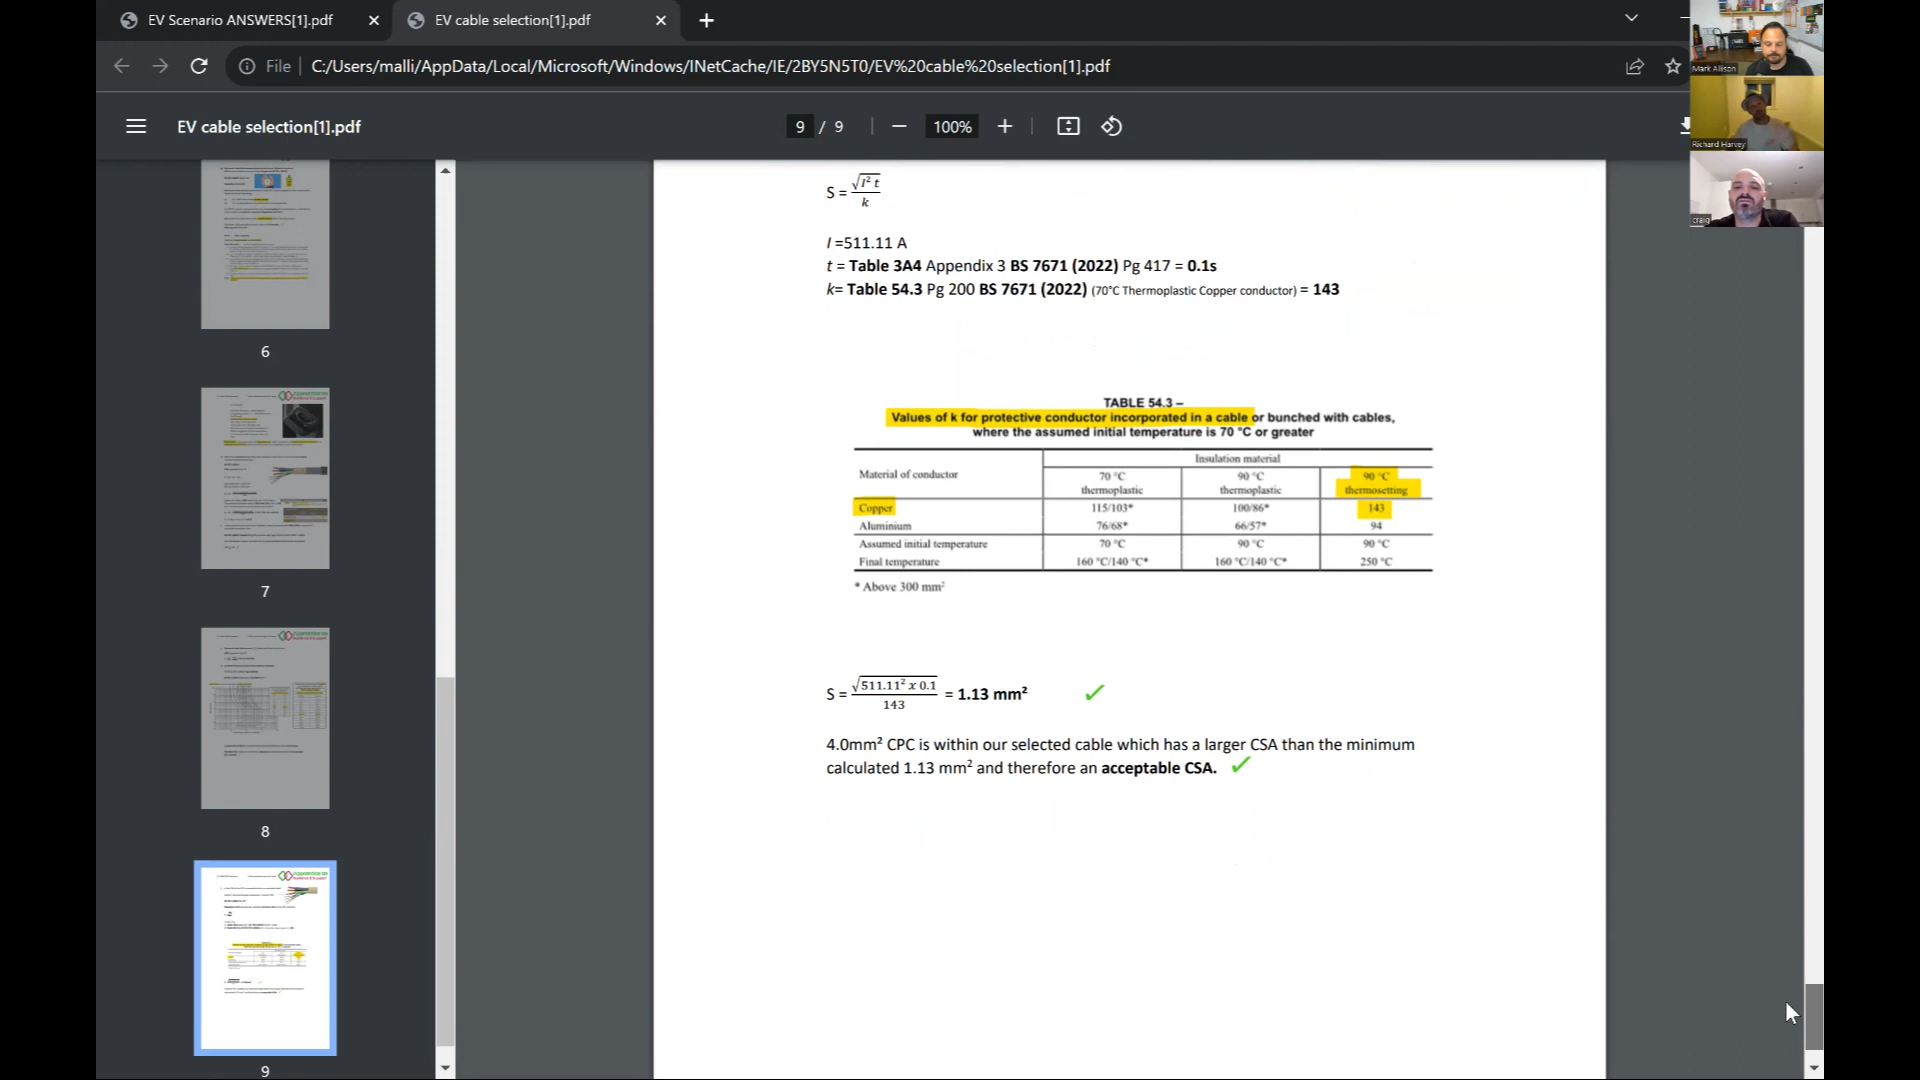 EV Scenario ANSWERS[1].pdf
EV cable selection[1].pdf
File
C:/Users/malli/AppData/Local/Microsoft/Windows/INetCache/IE/2BY5N5T0/EV%20cable%20selection[1].pdf
EV cable selection[1].pdf
9 / 9
100%
Mark Allison
Richard Harvey
craig
6
7
8
9
S = √I² t / k
I =511.11 A
t = Table 3A4 Appendix 3 BS 7671 (2022) Pg 417 = 0.1s
k= Table 54.3 Pg 200 BS 7671 (2022) (70°C Thermoplastic Copper conductor) = 143
TABLE 54.3 –
Values of k for protective conductor incorporated in a cable or bunched with cables,
where the assumed initial temperature is 70 °C or greater
Material of conductor
Insulation material
70 °C 90 °C 90 °C
thermoplastic thermoplastic thermosetting
Copper 115/103* 100/86* 143
Aluminium 76/68* 66/57* 94
Assumed initial temperature 70 °C 90 °C 90 °C
Final temperature 160 °C/140 °C* 160 °C/140 °C* 250 °C
* Above 300 mm²
S = √511.11² x 0.1 / 143 = 1.13 mm²
4.0mm² CPC is within our selected cable which has a larger CSA than the minimum
calculated 1.13 mm² and therefore an acceptable CSA.